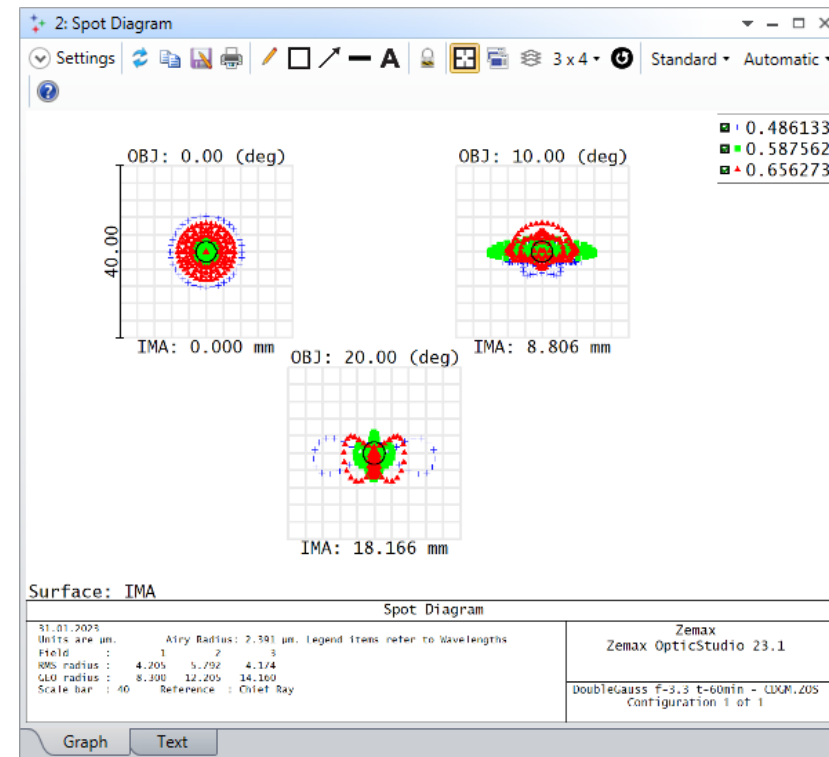 2: Spot Diagram
Settings A 3 x 4 Standard Automatic
0.486133
0.587562
0.656273
OBJ: 0.00 (deg)
OBJ: 10.00 (deg)
40.00
IMA: 0.000 mm
IMA: 8.806 mm
OBJ: 20.00 (deg)
IMA: 18.166 mm
Surface: IMA
Spot Diagram
31.01.2023
Units are µm. Airy Radius: 2.391 µm. Legend items refer to Wavelengths
Field : 1 2 3
RMS radius : 4.205 5.792 4.174
GEO radius : 8.300 12.205 14.160
Scale bar : 40 Reference : Chief Ray
Zemax
Zemax OpticStudio 23.1
DoubleGauss f-3.3 t-60min - CDGM.ZOS
Configuration 1 of 1
Graph Text